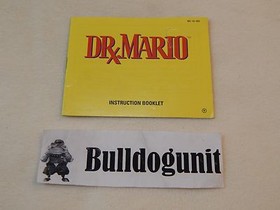 DR. MARIO
INSTRUCTION BOOKLET
Bulldogunit